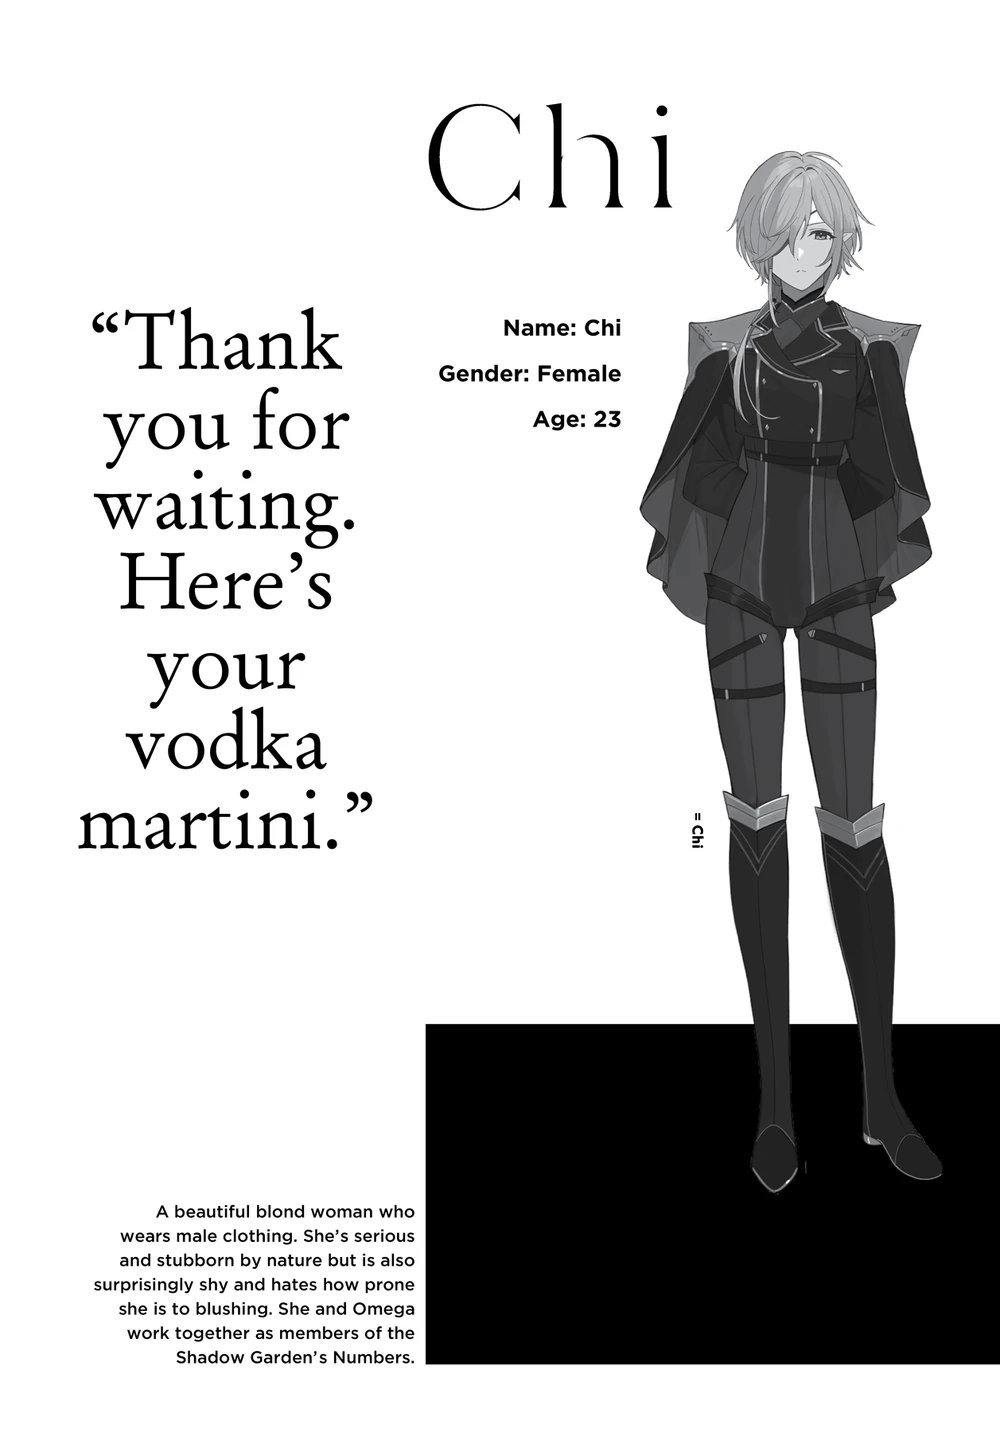 Chi
“Thank
you for
waiting.
Here’s
your
vodka
martini.”
Name: Chi
Gender: Female
Age: 23
= Chi
A beautiful blond woman who
wears male clothing. She’s serious
and stubborn by nature but is also
surprisingly shy and hates how prone
she is to blushing. She and Omega
work together as members of the
Shadow Garden’s Numbers.